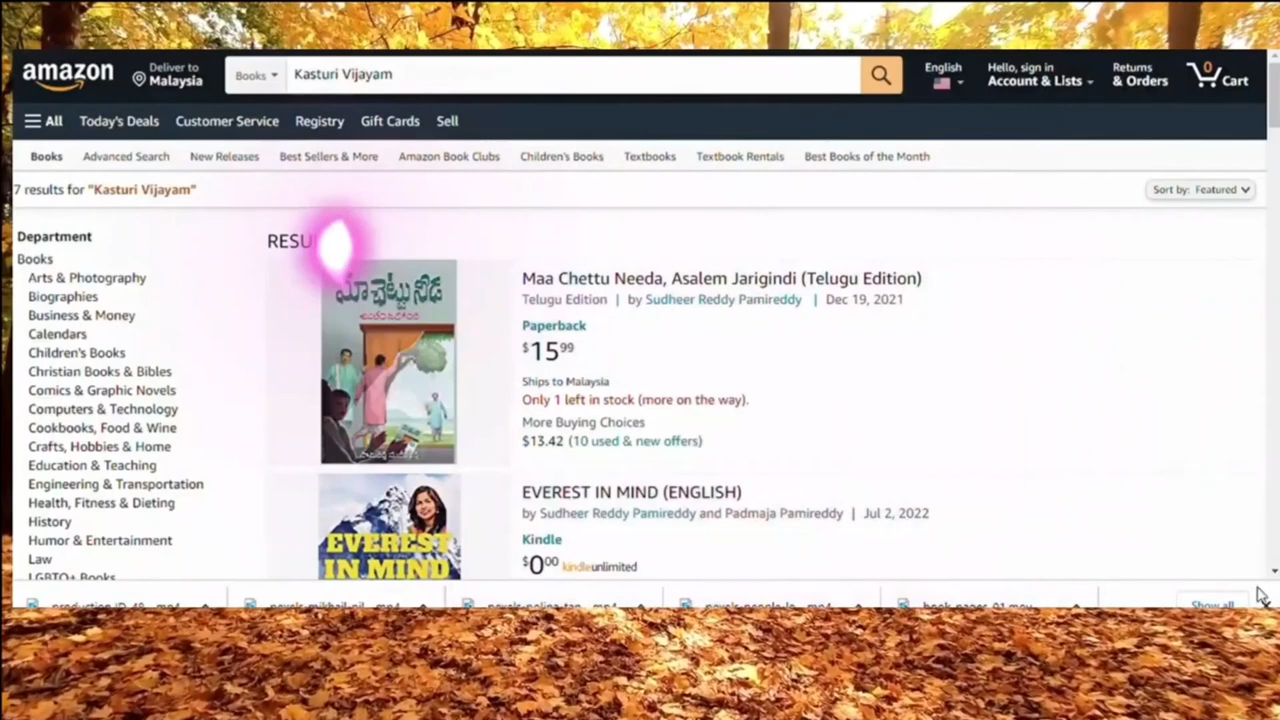 amazon
Deliver to
Malaysia
Books
Kasturi Vijayam
English
Hello, sign in
Account & Lists
Returns
& Orders
0
Cart
All
Today's Deals
Customer Service
Registry
Gift Cards
Sell
Books
Advanced Search
New Releases
Best Sellers & More
Amazon Book Clubs
Children's Books
Textbooks
Textbook Rentals
Best Books of the Month
7 results for "Kasturi Vijayam"
Sort by: Featured
Department
Books
Arts & Photography
Biographies
Business & Money
Calendars
Children's Books
Christian Books & Bibles
Comics & Graphic Novels
Computers & Technology
Cookbooks, Food & Wine
Crafts, Hobbies & Home
Education & Teaching
Engineering & Transportation
Health, Fitness & Dieting
History
Humor & Entertainment
Law
LGBTQ+ Books
RESU
మా చెట్టు నీడ
Maa Chettu Needa, Asalem Jarigindi (Telugu Edition)
Telugu Edition | by Sudheer Reddy Pamireddy | Dec 19, 2021
Paperback
$15 99
Ships to Malaysia
Only 1 left in stock (more on the way).
More Buying Choices
$13.42 (10 used & new offers)
EVEREST
IN MIND
EVEREST IN MIND (ENGLISH)
by Sudheer Reddy Pamireddy and Padmaja Pamireddy | Jul 2, 2022
Kindle
$0 00 kindleunlimited
Show all